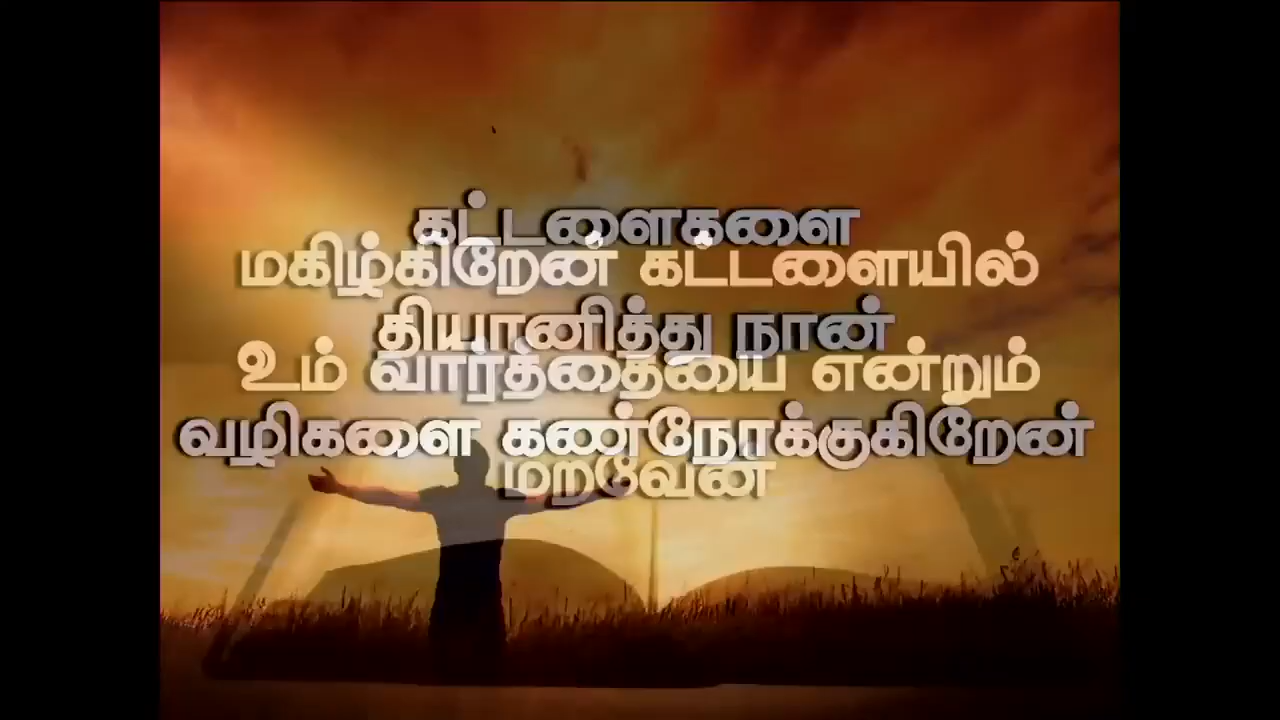 கட்டளைகளை
மகிழ்கிறேன் கட்டளையில்
தியானித்து நான்
உம் வார்த்தையை என்றும்
வழிகளை கண்நோக்குகிறேன்
மறவேன்